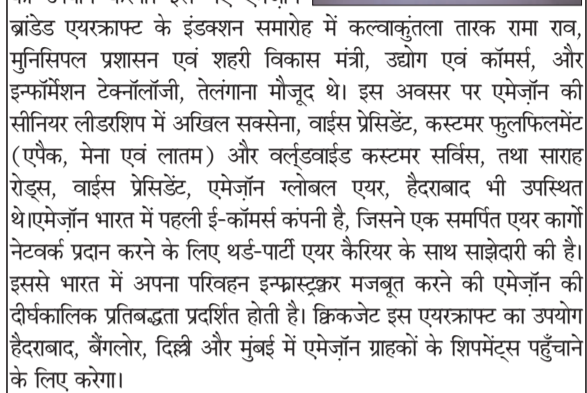 ब्रांडेड एयरक्राफ्ट के इंडक्शन समारोह में कल्वाकुंतला तारक रामा राव,
मुनिसिपल प्रशासन एवं शहरी विकास मंत्री, उद्योग एवं कॉमर्स, और
इन्फॉर्मेशन टेक्नॉलॉजी, तेलंगाना मौजूद थे। इस अवसर पर एमेज़ॉन की
सीनियर लीडरशिप में अखिल सक्सेना, वाईस प्रेसिडेंट, कस्टमर फुलफिलमेंट
(एपैक, मेना एवं लातम) और वर्ल्डवाईड कस्टमर सर्विस, तथा साराह
रोड्स, वाईस प्रेसिडेंट, एमेज़ॉन ग्लोबल एयर, हैदराबाद भी उपस्थित
थे।एमेज़ॉन भारत में पहली ई-कॉमर्स कंपनी है, जिसने एक समर्पित एयर कार्गो
नेटवर्क प्रदान करने के लिए थर्ड-पार्टी एयर कैरियर के साथ साझेदारी की है।
इससे भारत में अपना परिवहन इन्फ्रास्ट्रक्चर मजबूत करने की एमेज़ॉन की
दीर्घकालिक प्रतिबद्धता प्रदर्शित होती है। क्विकजेट इस एयरक्राफ्ट का उपयोग
हैदराबाद, बैंगलोर, दिल्ली और मुंबई में एमेज़ॉन ग्राहकों के शिपमेंट्स पहुँचाने
के लिए करेगा।